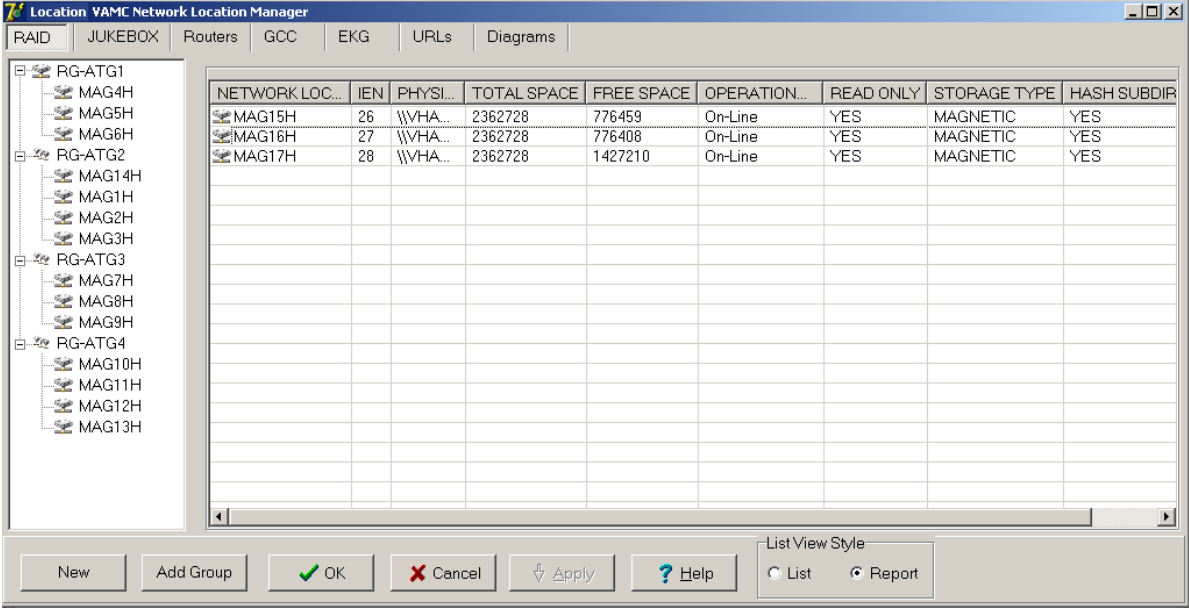 Location VAMC Network Location Manager
RAID JUKEBOX Routers GCC EKG URLs Diagrams
RG-ATG1
MAG4H
MAG5H
MAG6H
RG-ATG2
MAG14H
MAG1H
MAG2H
MAG3H
RG-ATG3
MAG7H
MAG8H
MAG9H
RG-ATG4
MAG10H
MAG11H
MAG12H
MAG13H
NETWORK LOC... IEN PHYSI... TOTAL SPACE FREE SPACE OPERATION... READ ONLY STORAGE TYPE HASH SUBDIR
MAG15H 26 \\VHA... 2362728 776459 On-Line YES MAGNETIC YES
MAG16H 27 \\VHA... 2362728 776408 On-Line YES MAGNETIC YES
MAG17H 28 \\VHA... 2362728 1427210 On-Line YES MAGNETIC YES
List View Style
New Add Group OK Cancel Apply Help List Report